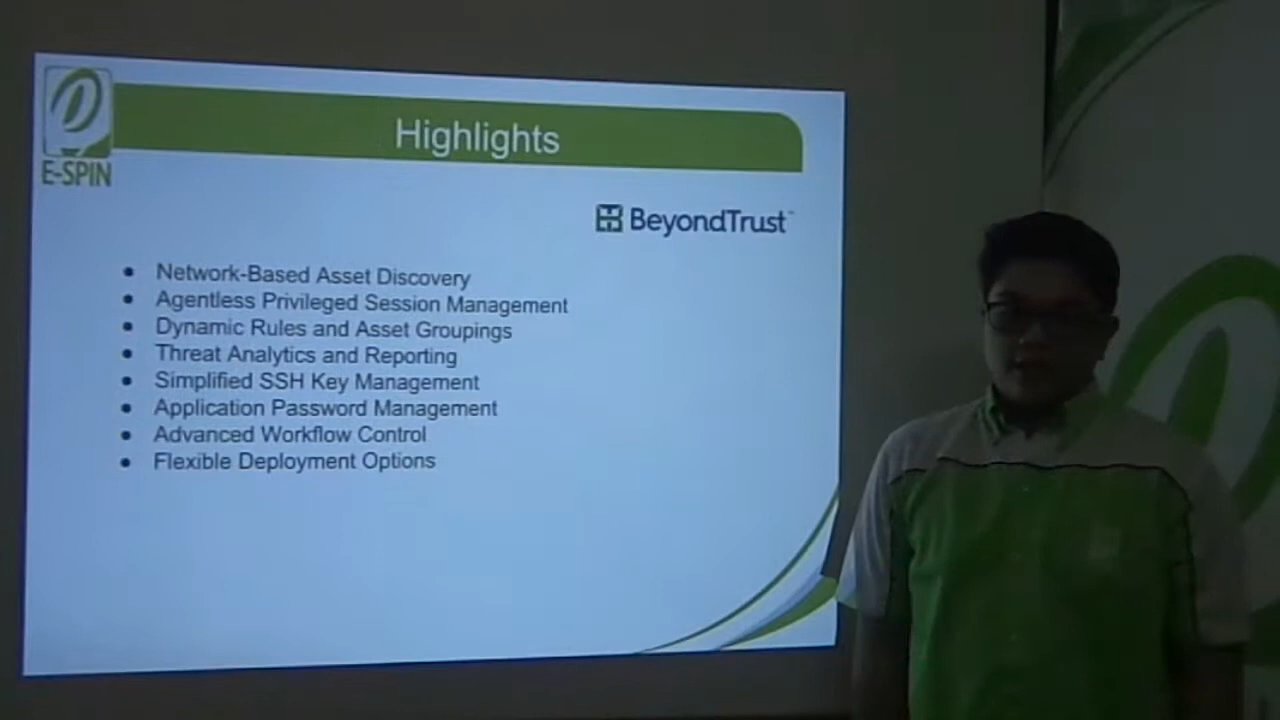 Highlights
E-SPIN
BeyondTrust™
• Network-Based Asset Discovery
• Agentless Privileged Session Management
• Dynamic Rules and Asset Groupings
• Threat Analytics and Reporting
• Simplified SSH Key Management
• Application Password Management
• Advanced Workflow Control
• Flexible Deployment Options